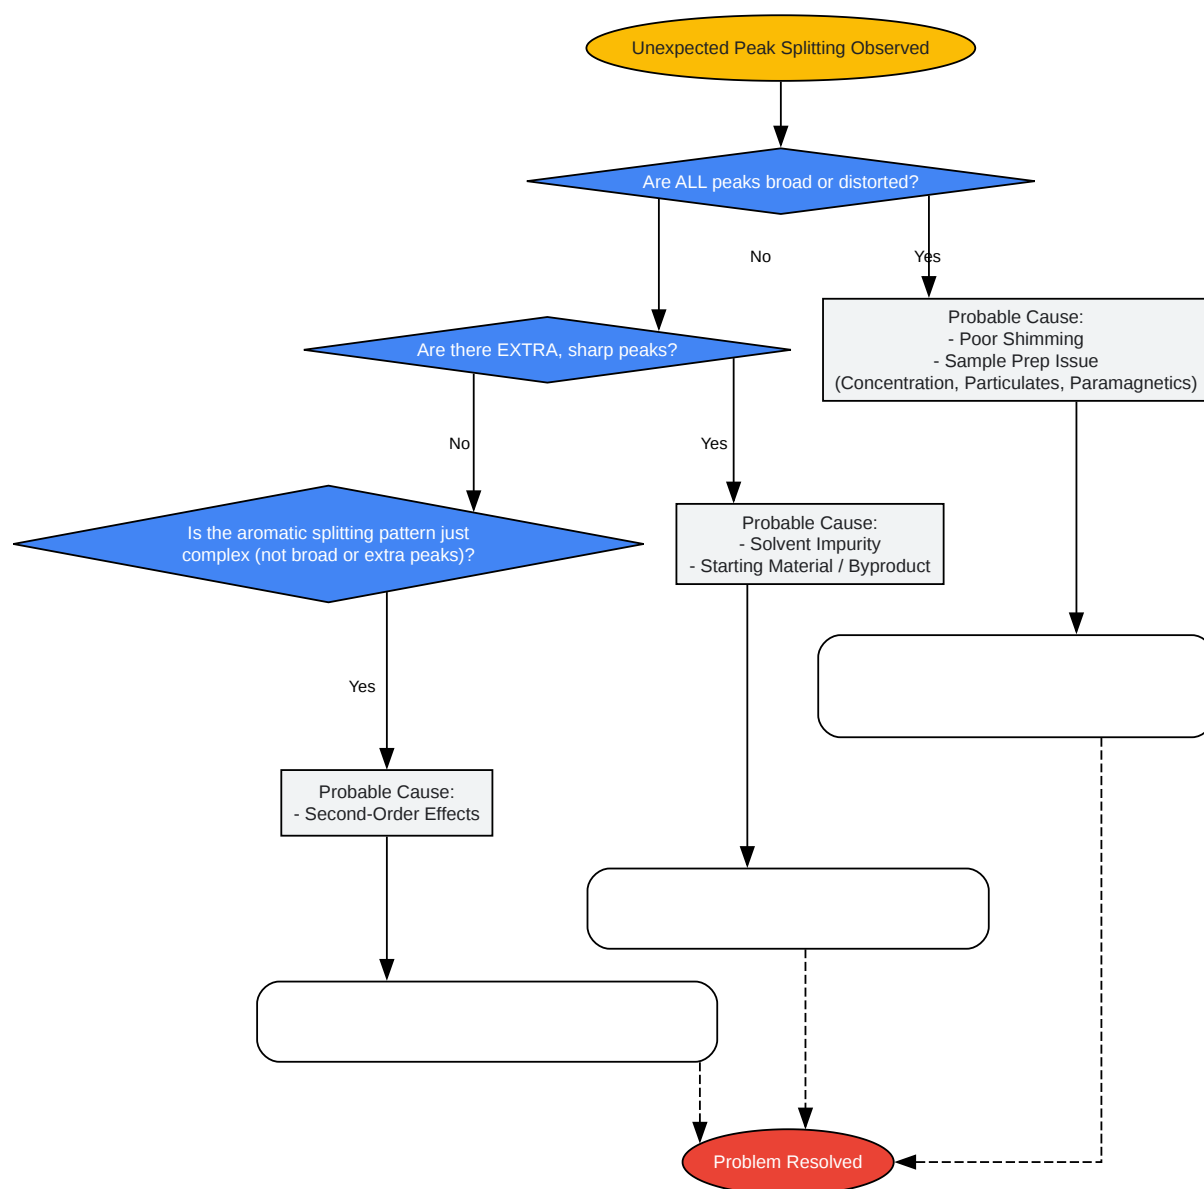 Unexpected Peak Splitting Observed
Are ALL peaks broad or distorted?
No
Yes
Probable Cause:
- Poor Shimming
- Sample Prep Issue
(Concentration, Particulates, Paramagnetics)
Are there EXTRA, sharp peaks?
No
Yes
Probable Cause:
- Solvent Impurity
- Starting Material / Byproduct
Is the aromatic splitting pattern just
complex (not broad or extra peaks)?
Yes
Probable Cause:
- Second-Order Effects
Problem Resolved